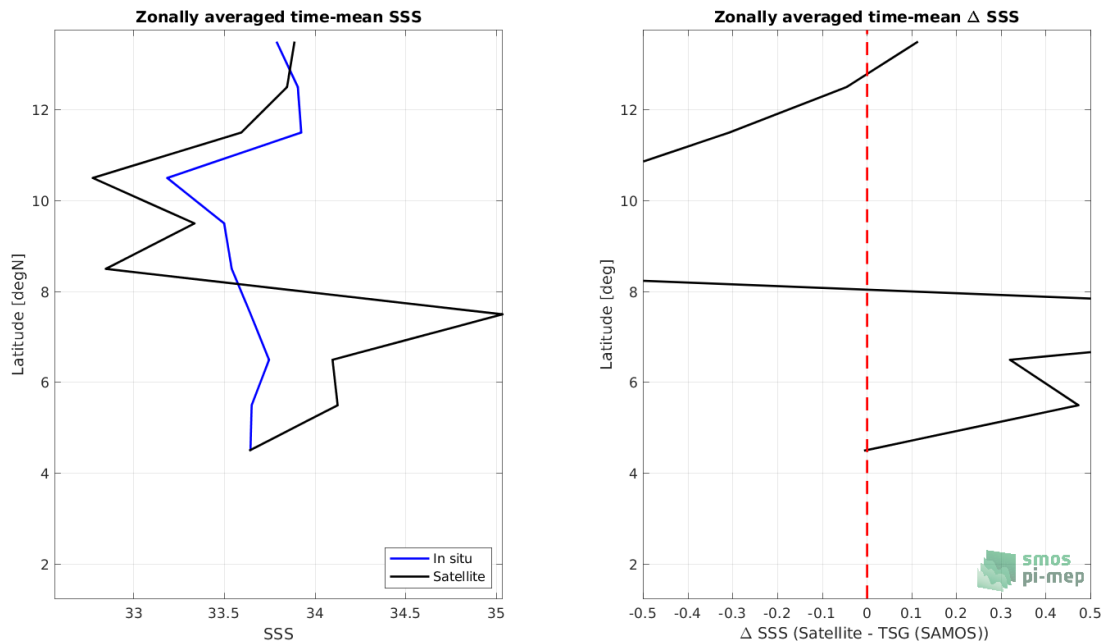 Zonally averaged time-mean SSS
12
10
8
6
4
2
Latitude [degN]
33
33.5
34
34.5
35
SSS
In situ
Satellite
Zonally averaged time-mean Δ SSS
12
10
8
6
4
2
Latitude [deg]
-0.5
-0.4
-0.3
-0.2
-0.1
0
0.1
0.2
0.3
0.4
0.5
Δ SSS (Satellite - TSG (SAMOS))
smos
pi-mep